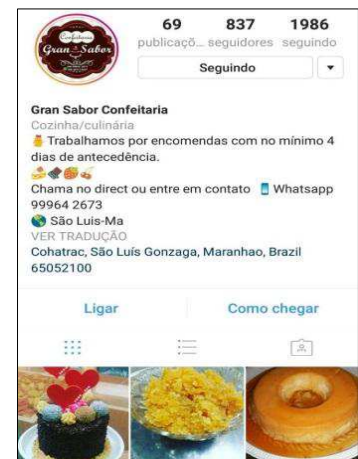 69 837 1986
publicaçõ... seguidores seguindo
Confeitaria
Gran Sabor
Seguindo
Gran Sabor Confeitaria
Cozinha/culinária
Trabalhamos por encomendas com no mínimo 4
dias de antecedência.
Chama no direct ou entre em contato Whatsapp
99964 2673
São Luis-Ma
VER TRADUÇÃO
Cohatrac, São Luís Gonzaga, Maranhao, Brazil
65052100
Ligar Como chegar